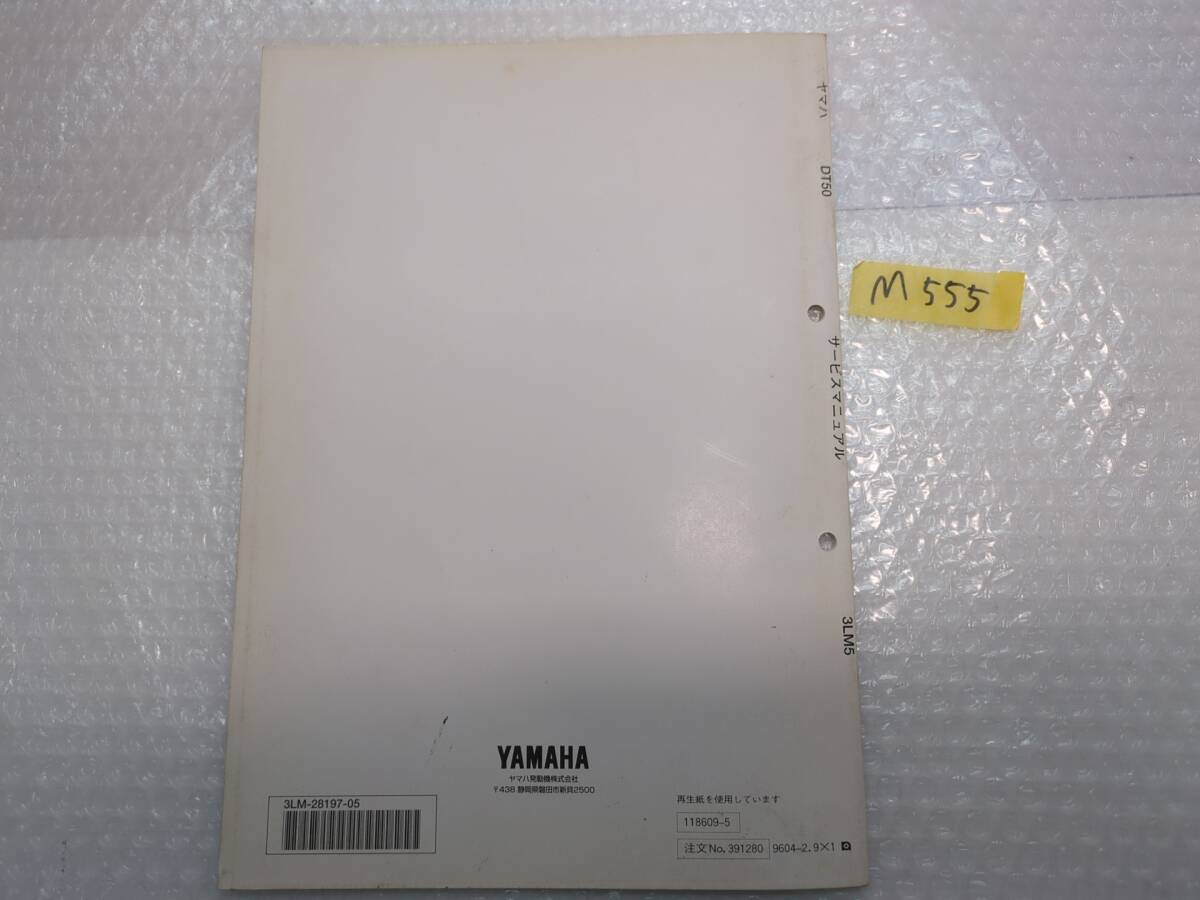 ヤマハ DT50 サービスマニュアル 3LM5
M555
YAMAHA
ヤマハ発動機株式会社
〒438 静岡県磐田市新貝2500
3LM-28197-05
再生紙を使用しています
118609-5
注文No.391280 9604-2.9×1